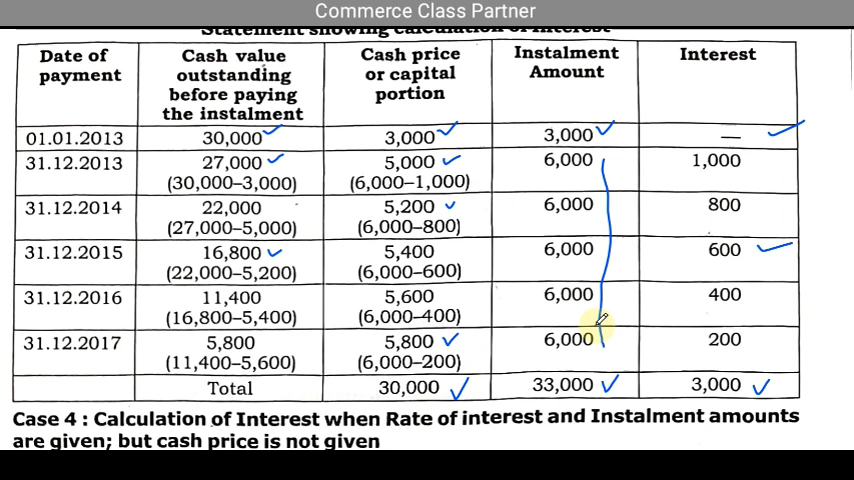 Commerce Class Partner
Statement showing calculation of Interest
Date of payment | Cash value outstanding before paying the instalment | Cash price or capital portion | Instalment Amount | Interest
01.01.2013 | 30,000 | 3,000 | 3,000 | —
31.12.2013 | 27,000 (30,000–3,000) | 5,000 (6,000–1,000) | 6,000 | 1,000
31.12.2014 | 22,000 (27,000–5,000) | 5,200 (6,000–800) | 6,000 | 800
31.12.2015 | 16,800 (22,000–5,200) | 5,400 (6,000–600) | 6,000 | 600
31.12.2016 | 11,400 (16,800–5,400) | 5,600 (6,000–400) | 6,000 | 400
31.12.2017 | 5,800 (11,400–5,600) | 5,800 (6,000–200) | 6,000 | 200
Total | 30,000 | 33,000 | 3,000
Case 4 : Calculation of Interest when Rate of interest and Instalment amounts
are given; but cash price is not given